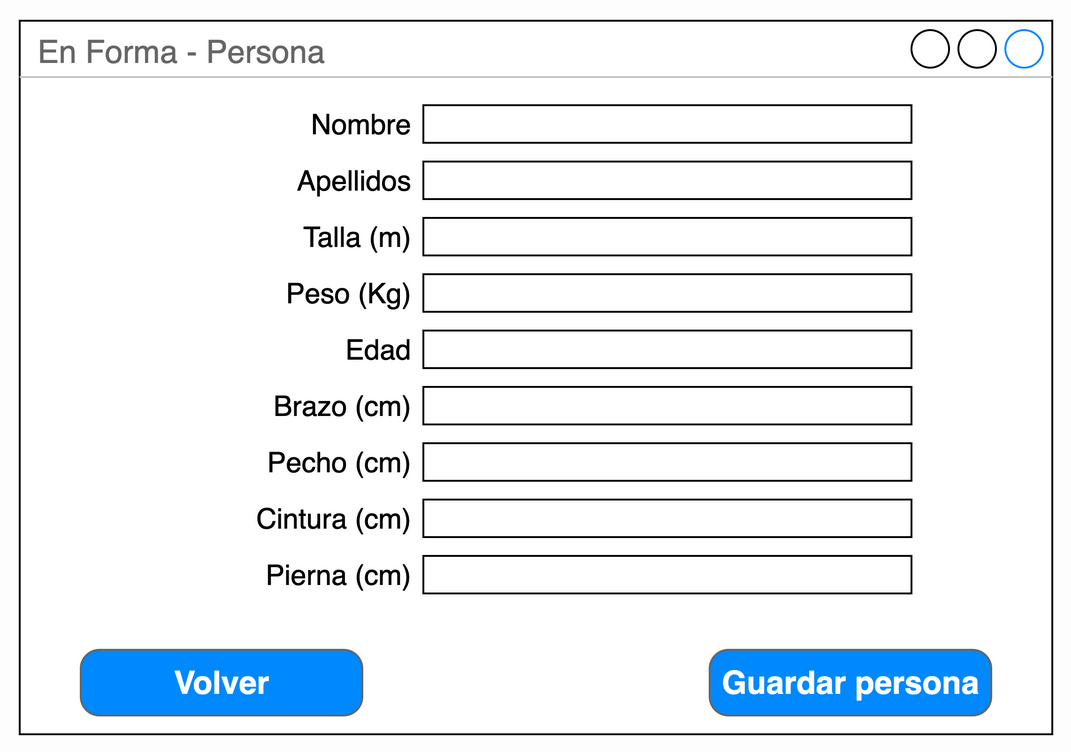 En Forma - Persona
Nombre
Apellidos
Talla (m)
Peso (Kg)
Edad
Brazo (cm)
Pecho (cm)
Cintura (cm)
Pierna (cm)
Volver
Guardar persona